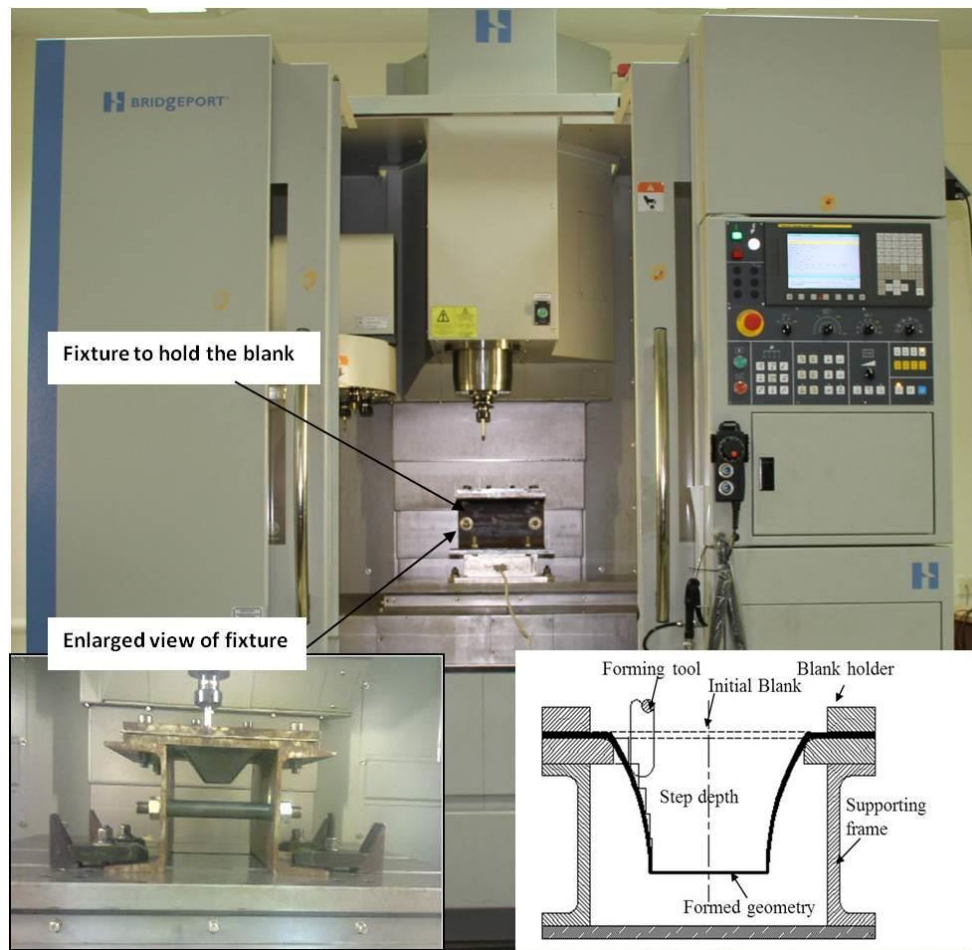 BRIDGEPORT
Fixture to hold the blank
Enlarged view of fixture
Forming tool
Initial Blank
Blank holder
Step depth
Supporting
frame
Formed geometry